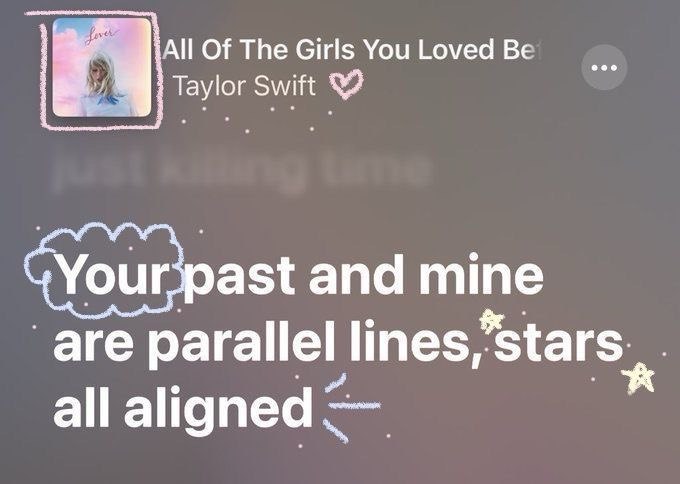 Lover
All Of The Girls You Loved Be
Taylor Swift
just killing time
Your past and mine
are parallel lines, stars
all aligned